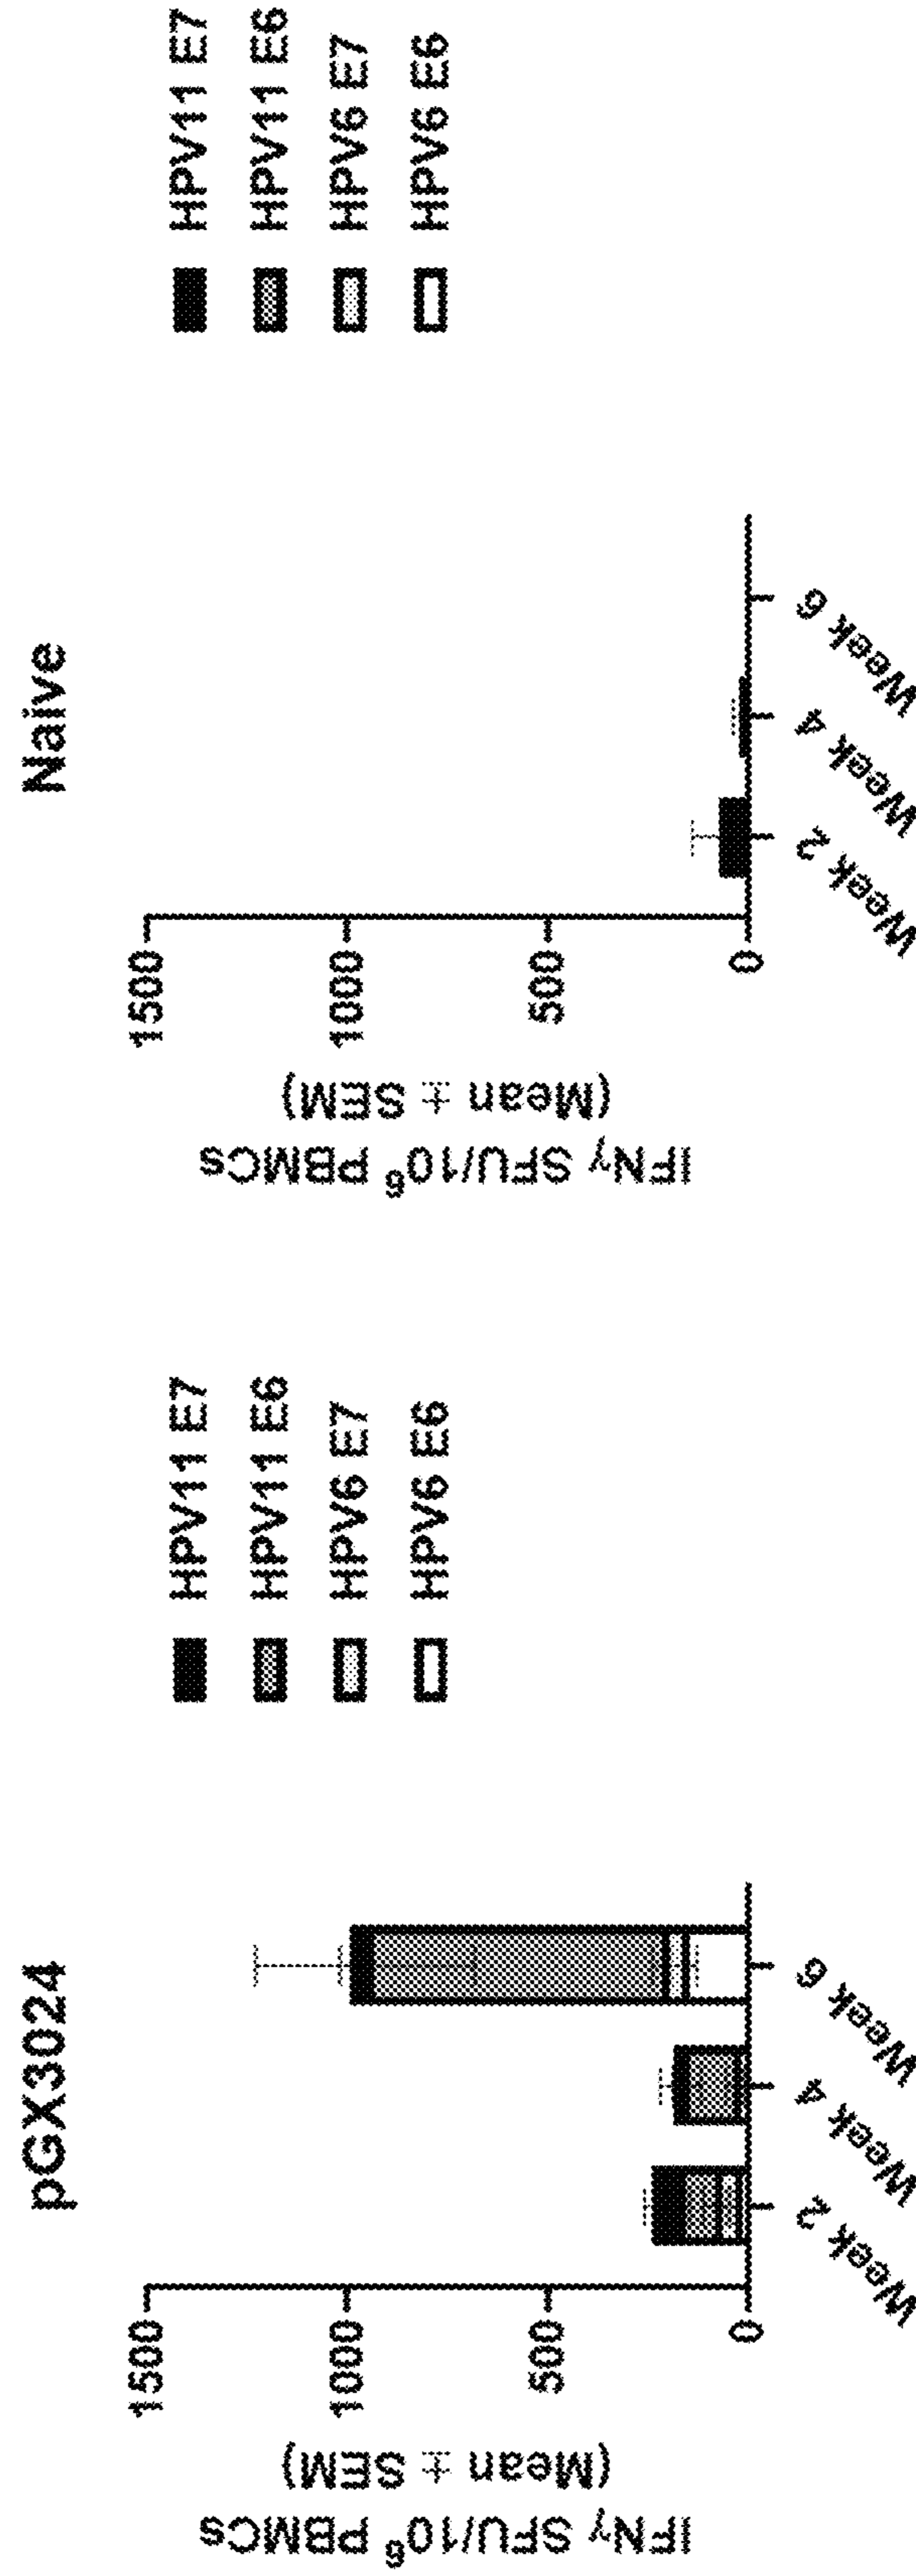 pGX3024
IFNγ SFU/10⁶ PBMCs
(Mean ± SEM)
1500
1000
500
0
Week 2
Week 4
Week 6
HPV11 E7
HPV11 E6
HPV6 E7
HPV6 E6
Naive
IFNγ SFU/10⁶ PBMCs
(Mean ± SEM)
1500
1000
500
0
Week 2
Week 4
Week 6
HPV11 E7
HPV11 E6
HPV6 E7
HPV6 E6